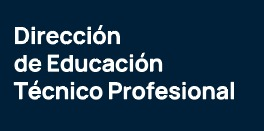 Dirección
de Educación
Técnico Profesional